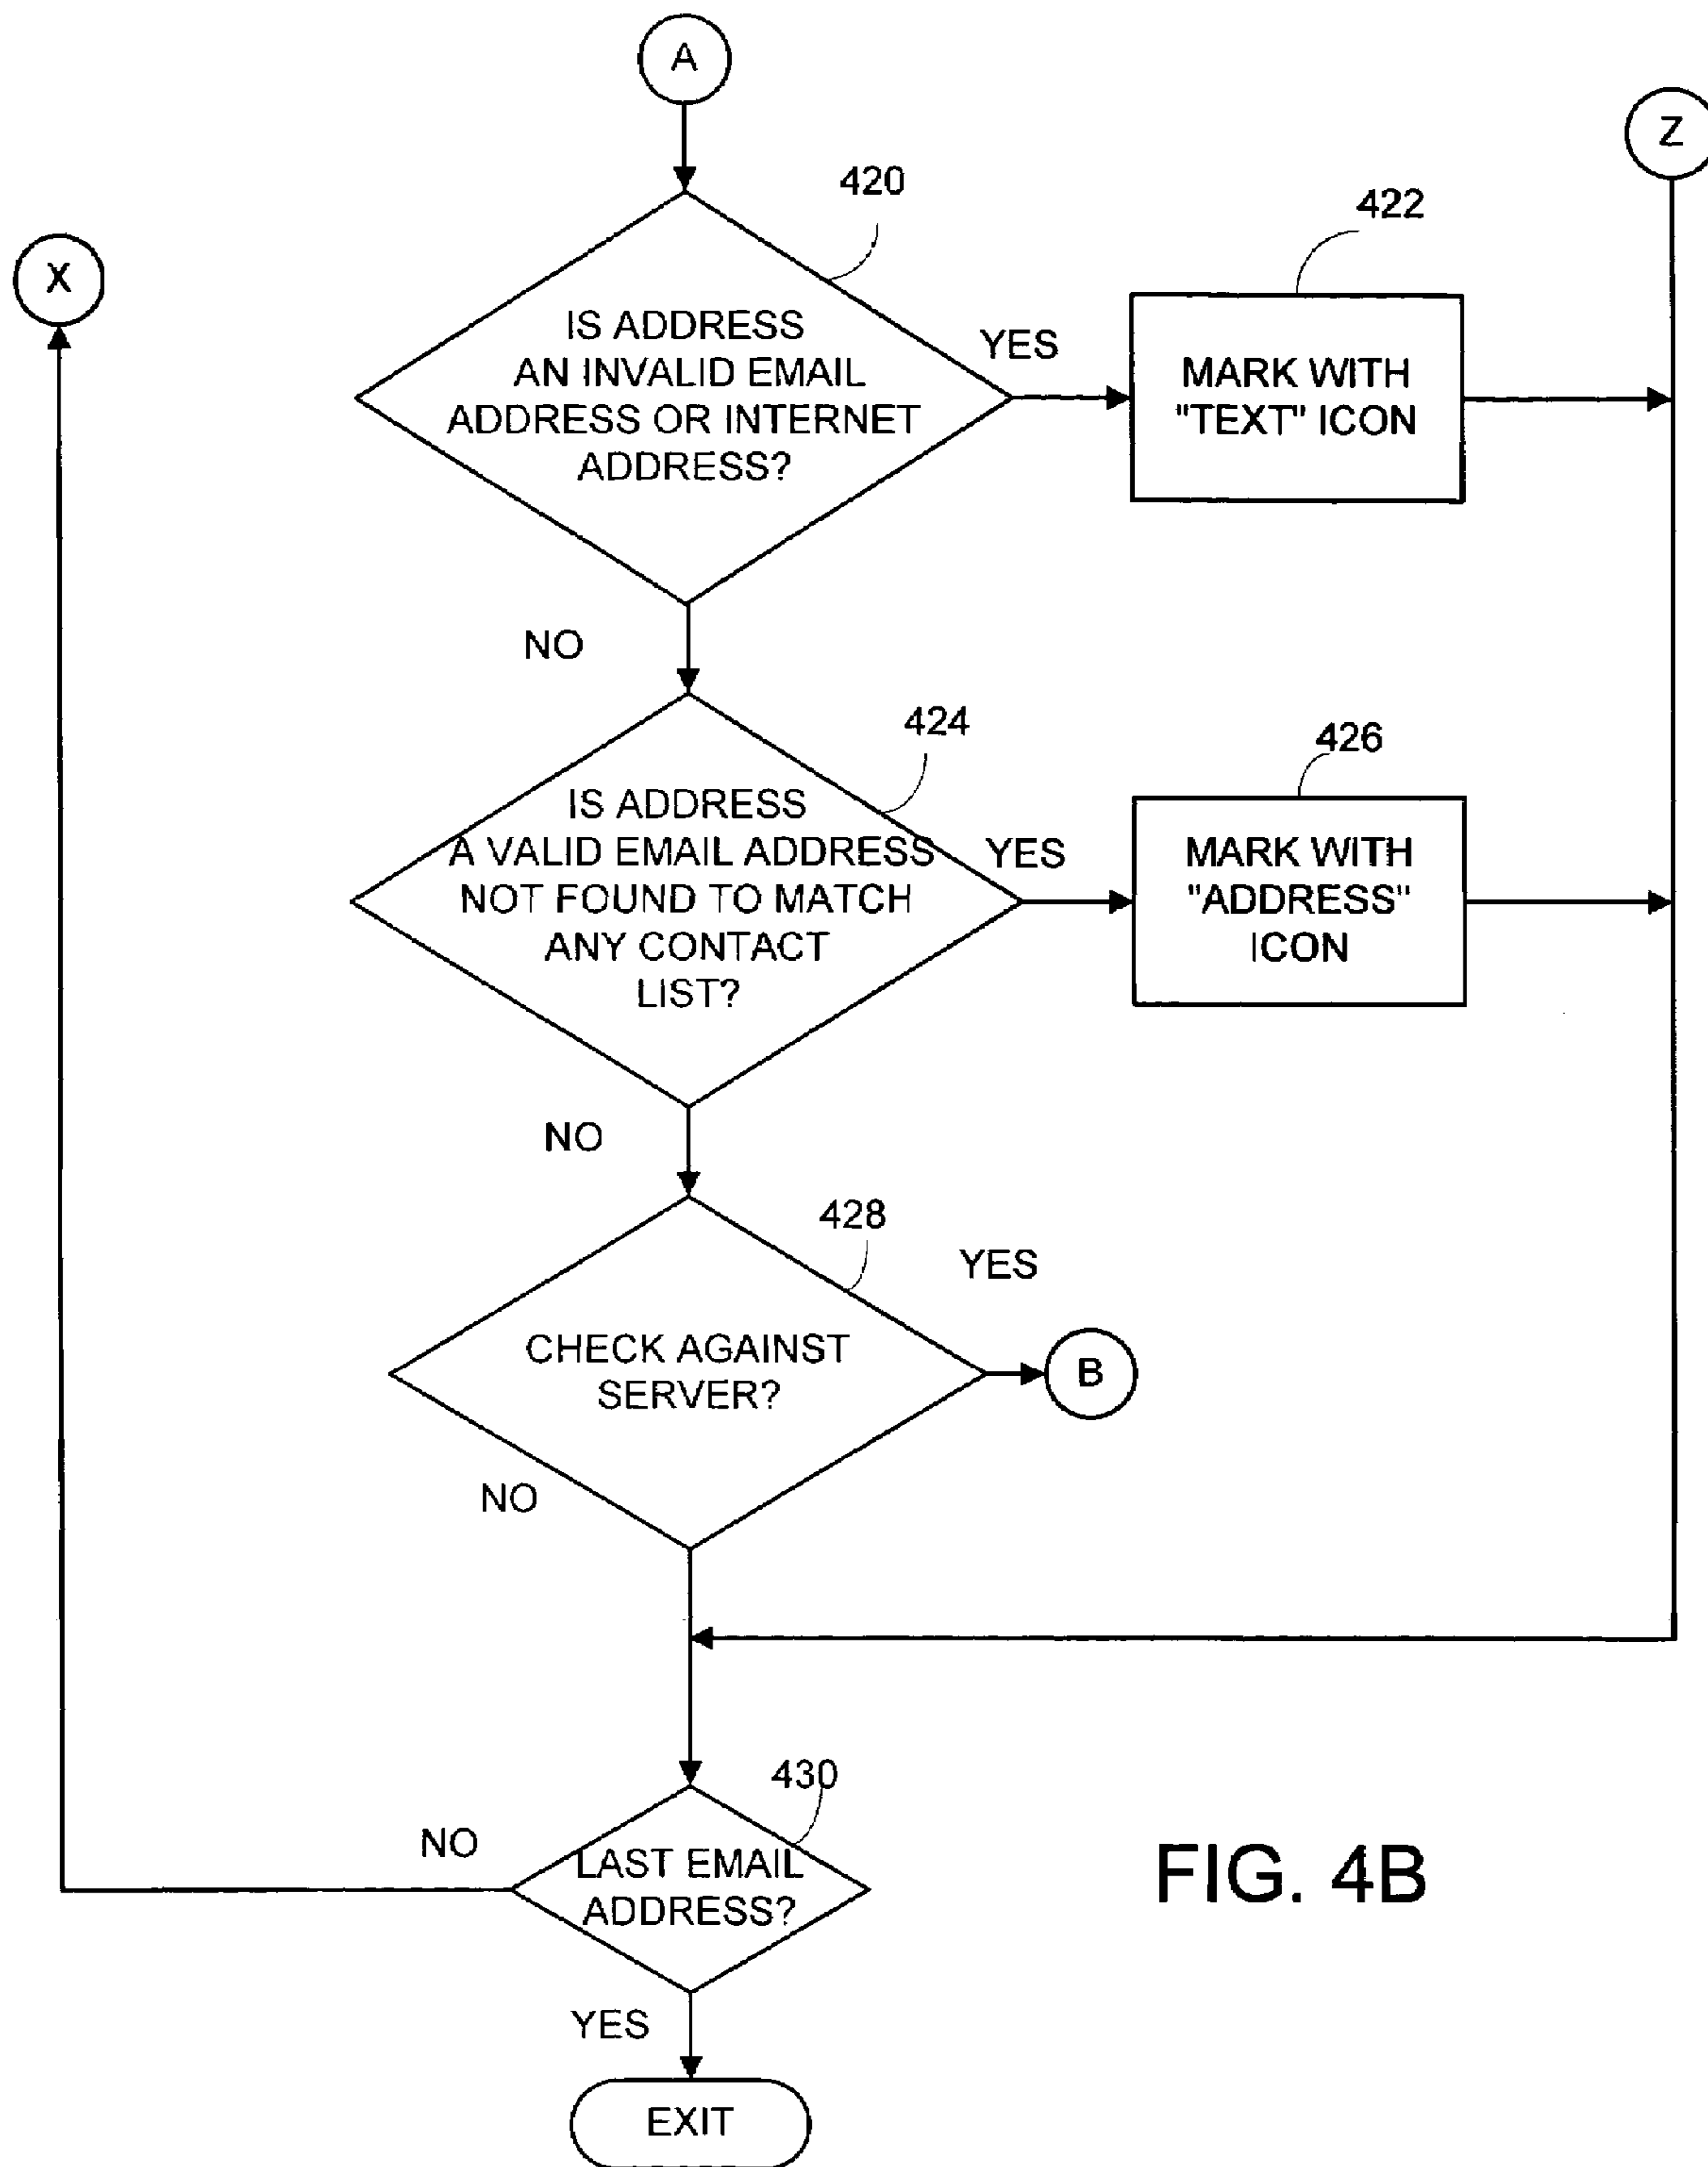 A
Z
420
422
X
IS ADDRESS
AN INVALID EMAIL
ADDRESS OR INTERNET
ADDRESS?
YES
MARK WITH
"TEXT" ICON
NO
424
426
IS ADDRESS
A VALID EMAIL ADDRESS
NOT FOUND TO MATCH
ANY CONTACT
LIST?
YES
MARK WITH
"ADDRESS"
ICON
NO
428
YES
CHECK AGAINST
SERVER?
B
NO
430
NO
LAST EMAIL
ADDRESS?
FIG. 4B
YES
EXIT